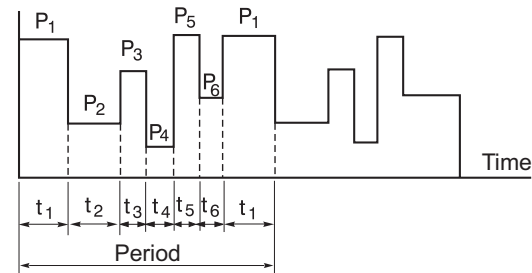 P1 P2 P3 P4 P5 P6 P1
Time
t1 t2 t3 t4 t5 t6 t1
Period